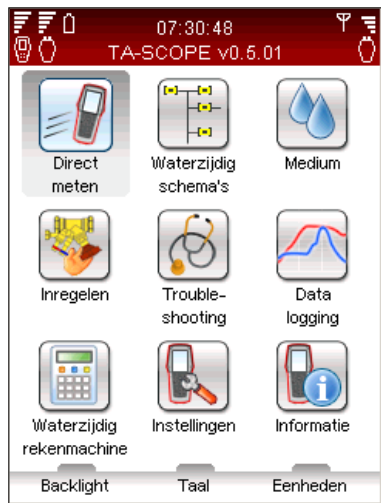 07:30:48
TA-SCOPE v0.5.01
Direct Waterzijdig Medium
meten schema's
Inregelen Trouble- Data
shooting logging
Waterzijdig Instellingen Informatie
rekenmachine
Backlight Taal Eenheden